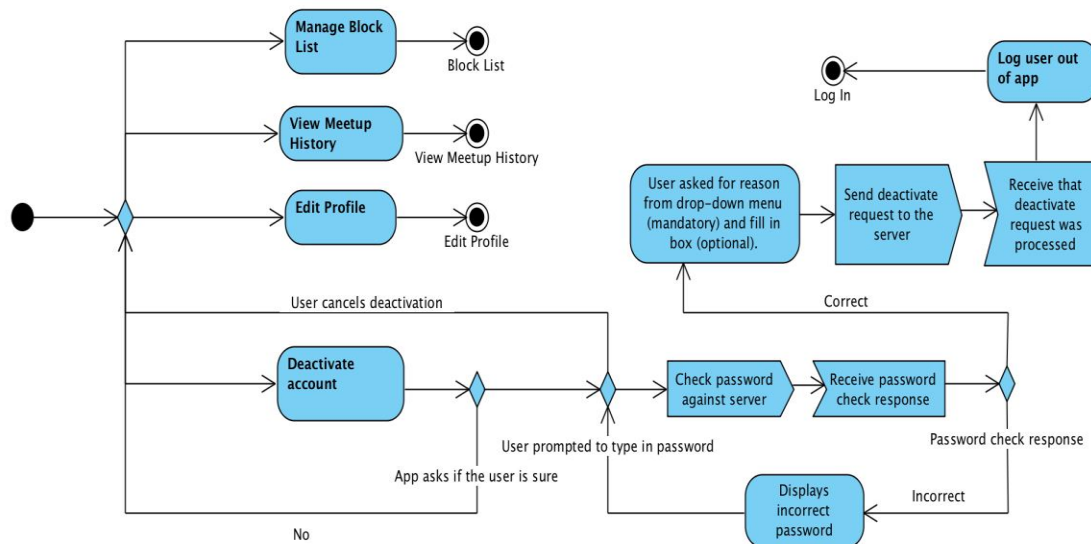 Manage Block
List
Block List
View Meetup
History
View Meetup History
Edit Profile
Edit Profile
Log user out
of app
Log In
User asked for reason
from drop-down menu
(mandatory) and fill in
box (optional).
Send deactivate
request to the
server
Receive that
deactivate
request was
processed
User cancels deactivation
Correct
Deactivate
account
Check password
against server
Receive password
check response
User prompted to type in password
Password check response
App asks if the user is sure
Displays
incorrect
password
Incorrect
No